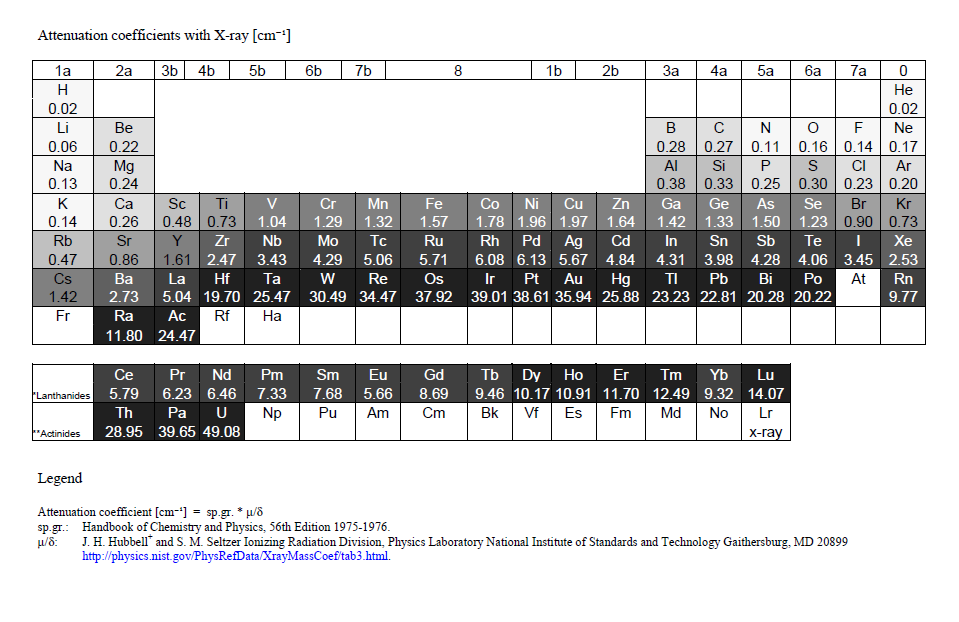 Attenuation coefficients with X-ray [cm⁻¹]
1a 2a 3b 4b 5b 6b 7b 8 1b 2b 3a 4a 5a 6a 7a 0
H He
0.02 0.02
Li Be B C N O F Ne
0.06 0.22 0.28 0.27 0.11 0.16 0.14 0.17
Na Mg Al Si P S Cl Ar
0.13 0.24 0.38 0.33 0.25 0.30 0.23 0.20
K Ca Sc Ti V Cr Mn Fe Co Ni Cu Zn Ga Ge As Se Br Kr
0.14 0.26 0.48 0.73 1.04 1.29 1.32 1.57 1.78 1.96 1.97 1.64 1.42 1.33 1.50 1.23 0.90 0.73
Rb Sr Y Zr Nb Mo Tc Ru Rh Pd Ag Cd In Sn Sb Te I Xe
0.47 0.86 1.61 2.47 3.43 4.29 5.06 5.71 6.08 6.13 5.67 4.84 4.31 3.98 4.28 4.06 3.45 2.53
Cs Ba La Hf Ta W Re Os Ir Pt Au Hg Tl Pb Bi Po At Rn
1.42 2.73 5.04 19.70 25.47 30.49 34.47 37.92 39.01 38.61 35.94 25.88 23.23 22.81 20.28 20.22 9.77
Fr Ra Ac Rf Ha
11.80 24.47
Ce Pr Nd Pm Sm Eu Gd Tb Dy Ho Er Tm Yb Lu
*Lanthanides 5.79 6.23 6.46 7.33 7.68 5.66 8.69 9.46 10.17 10.91 11.70 12.49 9.32 14.07
Th Pa U Np Pu Am Cm Bk Vf Es Fm Md No Lr
**Actinides 28.95 39.65 49.08 x-ray
Legend
Attenuation coefficient [cm⁻¹] = sp.gr. * μ/δ
sp.gr.: Handbook of Chemistry and Physics, 56th Edition 1975-1976.
μ/δ: J. H. Hubbell⁺ and S. M. Seltzer Ionizing Radiation Division, Physics Laboratory National Institute of Standards and Technology Gaithersburg, MD 20899
http://physics.nist.gov/PhysRefData/XrayMassCoef/tab3.html.